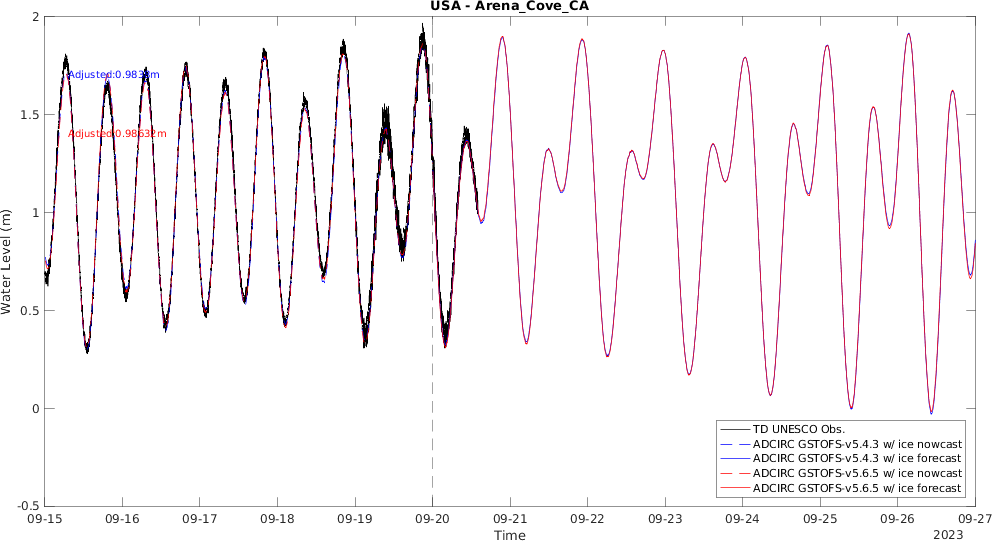 USA - Arena_Cove_CA
2
1.5
1
0.5
0
-0.5
Water Level (m)
Adjusted:0.9863m
TD UNESCO Obs.
ADCIRC GSTOFS-v5.4.3 w/ ice nowcast
ADCIRC GSTOFS-v5.4.3 w/ ice forecast
ADCIRC GSTOFS-v5.6.5 w/ ice nowcast
ADCIRC GSTOFS-v5.6.5 w/ ice forecast
09-15 09-16 09-17 09-18 09-19 09-20 09-21 09-22 09-23 09-24 09-25 09-26 09-27
Time
2023